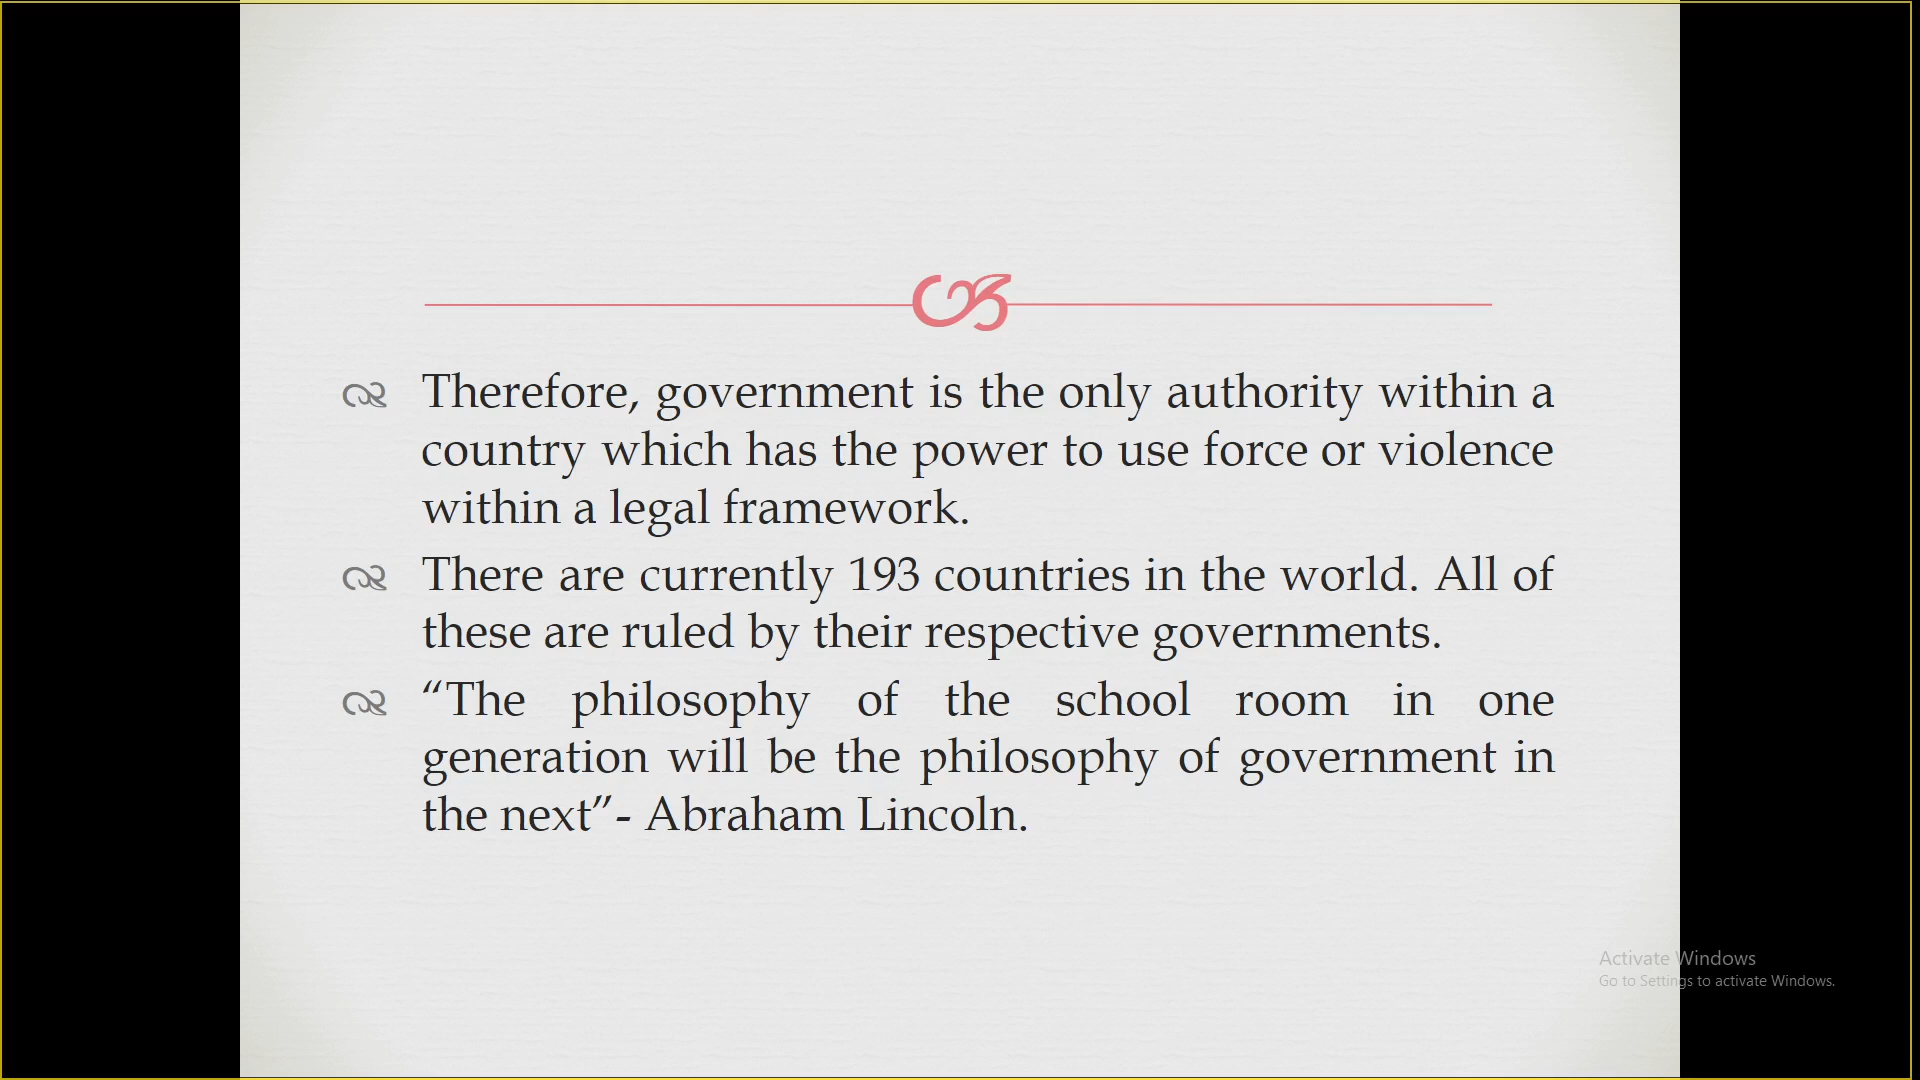 Therefore, government is the only authority within a
country which has the power to use force or violence
within a legal framework.
There are currently 193 countries in the world. All of
these are ruled by their respective governments.
“The philosophy of the school room in one
generation will be the philosophy of government in
the next”- Abraham Lincoln.
Activate Windows
Go to Settings to activate Windows.